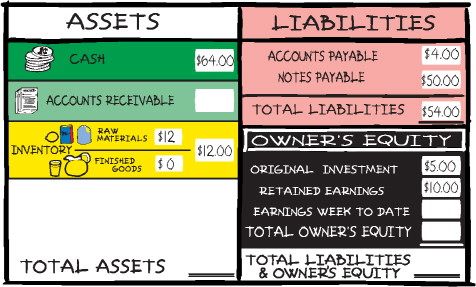 ASSETS
CASH $64.00
ACCOUNTS RECEIVABLE
INVENTORY
RAW MATERIALS $12
FINISHED GOODS $0
$12.00
TOTAL ASSETS
LIABILITIES
ACCOUNTS PAYABLE $4.00
NOTES PAYABLE $50.00
TOTAL LIABILITIES $54.00
OWNER'S EQUITY
ORIGINAL INVESTMENT $5.00
RETAINED EARNINGS $10.00
EARNINGS WEEK TO DATE
TOTAL OWNER'S EQUITY
TOTAL LIABILITIES
& OWNER'S EQUITY